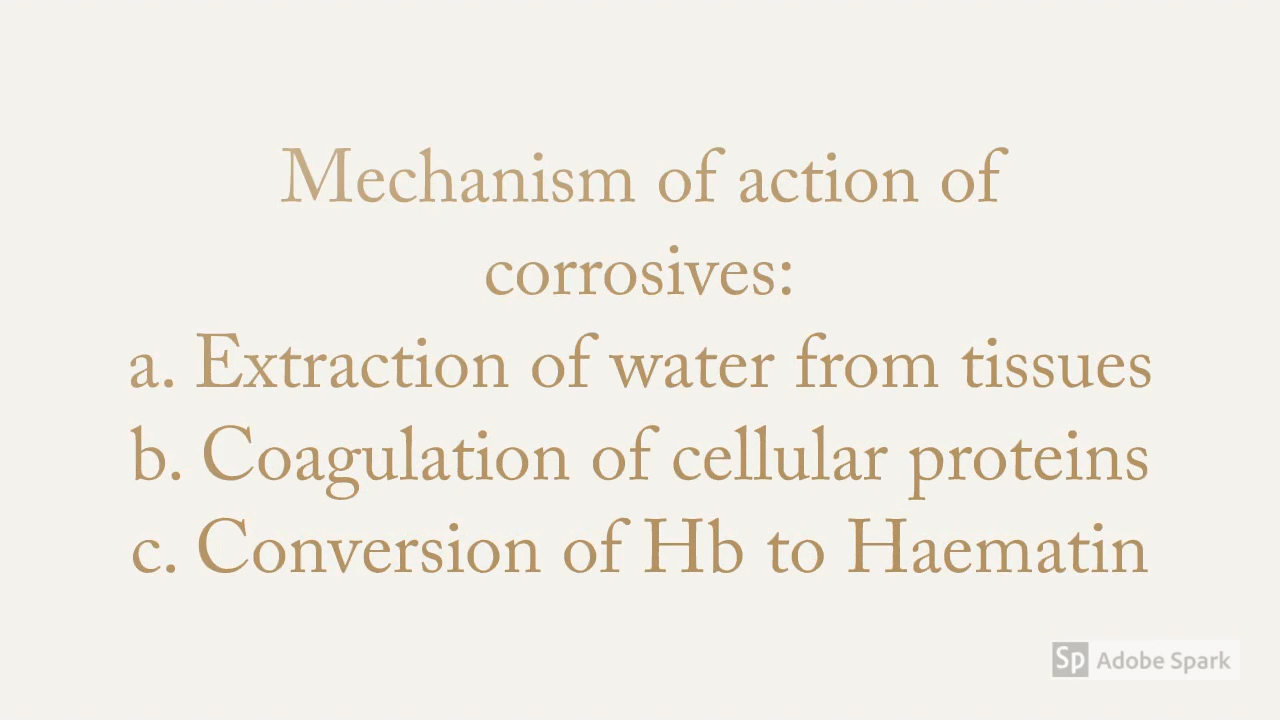 Mechanism of action of
corrosives:
a. Extraction of water from tissues
b. Coagulation of cellular proteins
c. Conversion of Hb to Haematin
Sp Adobe Spark